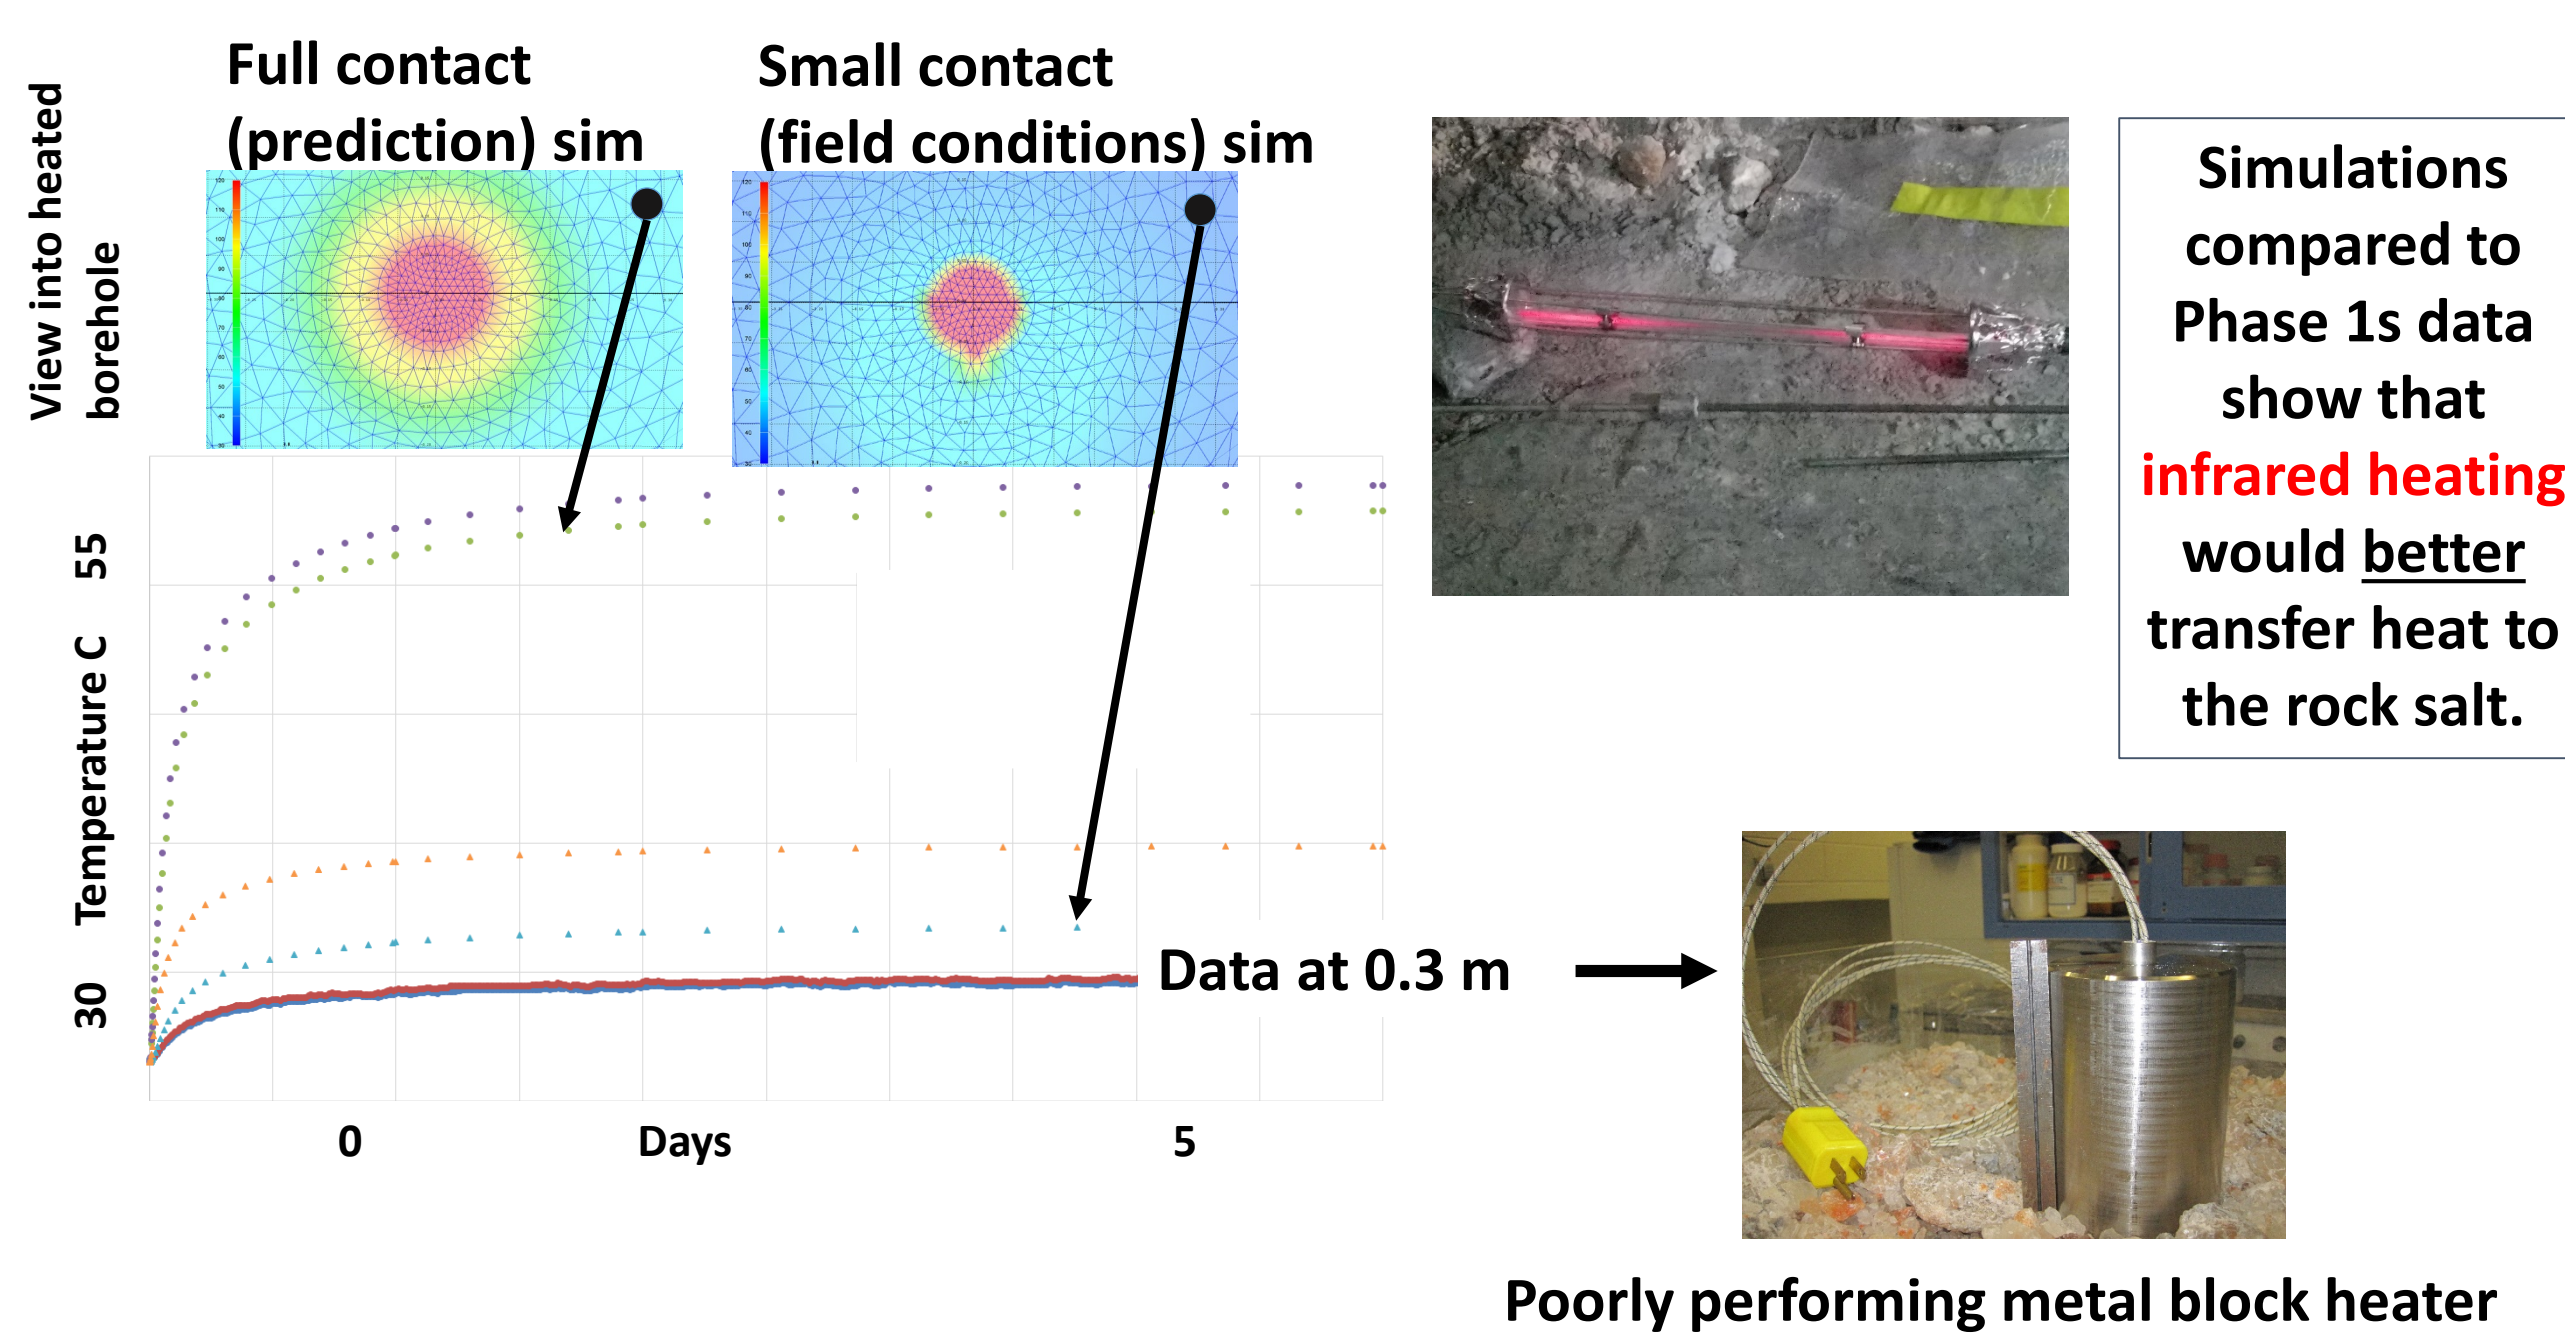 Full contact
(prediction) sim
Small contact
(field conditions) sim
View into heated
borehole
Simulations
compared to
Phase 1s data
show that
infrared heating
would better
transfer heat to
the rock salt.
55
Temperature C
30
0
Days
5
Data at 0.3 m
Poorly performing metal block heater